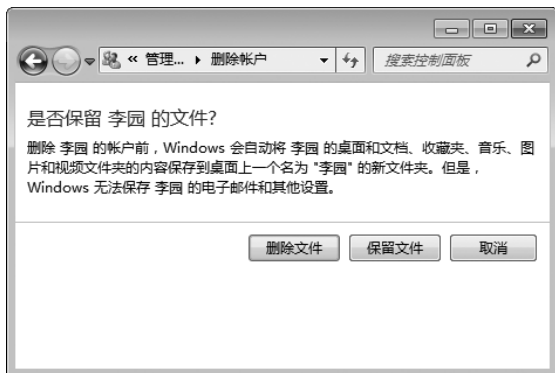 « 管理... ▸ 删除帐户
搜索控制面板
是否保留 李园 的文件?
删除 李园 的帐户前，Windows 会自动将 李园 的桌面和文档、收藏夹、音乐、图
片和视频文件夹的内容保存到桌面上一个名为 "李园" 的新文件夹。但是，
Windows 无法保存 李园 的电子邮件和其他设置。
删除文件 保留文件 取消